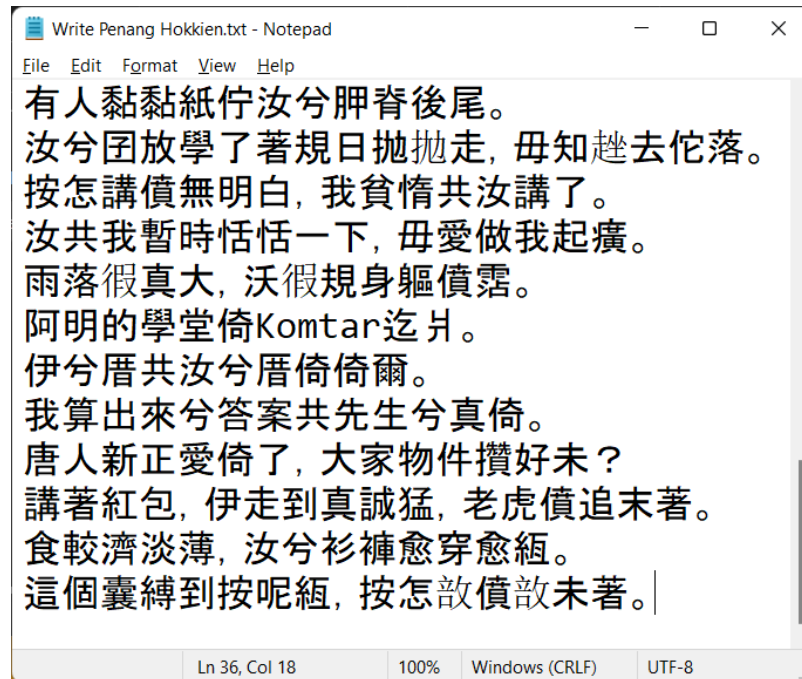 Write Penang Hokkien.txt - Notepad
File Edit Format View Help
有人黏黏紙佇汝兮胛脊後尾。
汝兮囝放學了著規日拋拋走, 毋知趖去佗落。
按怎講僨無明白, 我貧惰共汝講了。
汝共我暫時恬恬一下, 毋愛做我起癀。
雨落徦真大, 沃徦規身軀僨霑。
阿明的學堂倚Komtar迄爿。
伊兮厝共汝兮厝倚倚爾。
我算出來兮答案共先生兮真倚。
唐人新正愛倚了, 大家物件攢好未？
講著紅包, 伊走到真誠猛, 老虎僨追末著。
食較濟淡薄, 汝兮衫褲愈穿愈絚。
這個囊縛到按呢絚, 按怎敨僨敨未著。
Ln 36, Col 18 100% Windows (CRLF) UTF-8